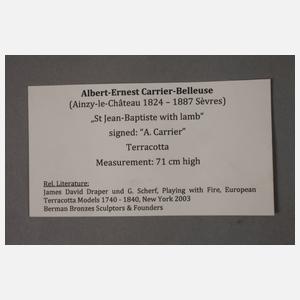 Albert-Ernest Carrier-Belleuse
(Ainzy-le-Château 1824 – 1887 Sèvres)
„St Jean-Baptiste with lamb“
signed: “A. Carrier”
Terracotta
Measurement: 71 cm high
Rel. Literature:
James David Draper und G. Scherf, Playing with Fire, European
Terracotta Models 1740 - 1840, New York 2003
Berman Bronzes Sculptors & Founders